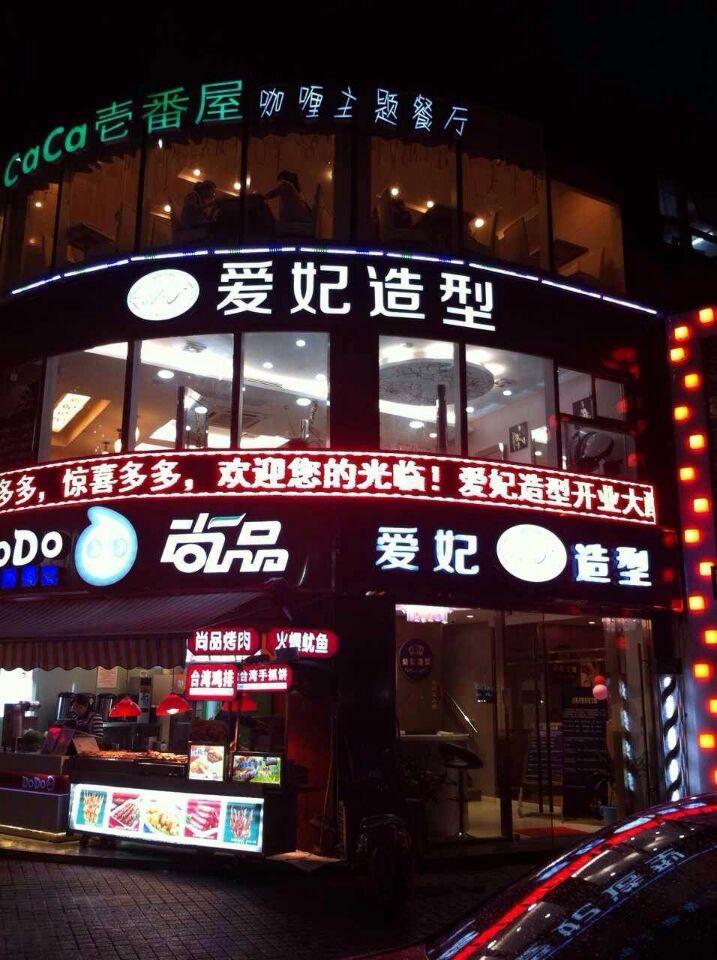 CaCa壹番屋 咖喱主题餐厅
爱妃造型
多多，惊喜多多，欢迎您的光临！爱妃造型开业大
DoDo 尚品 爱妃 造型
尚品烤肉 火爆鱿鱼
台湾鸡排 台湾手抓饼
DoDo